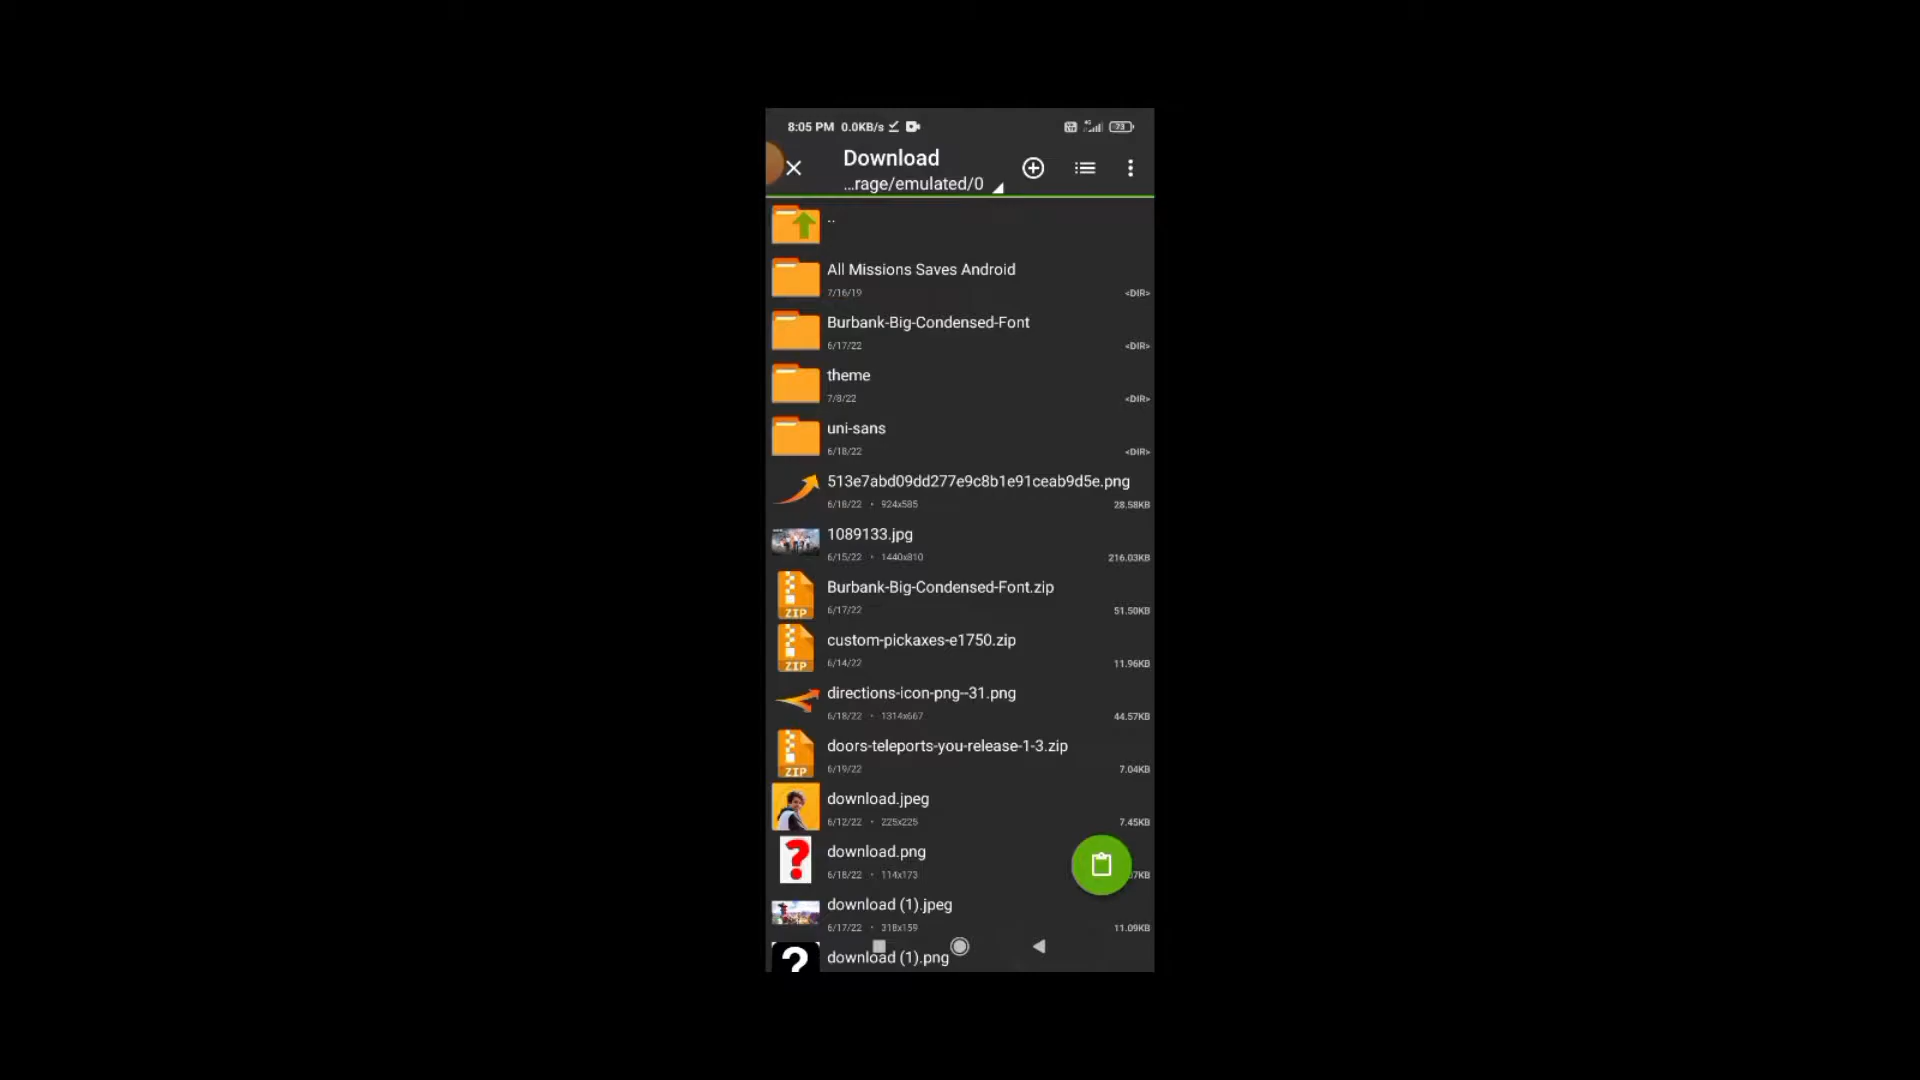 8:05 PM 0.0KB/s 4G 73
Download
...rage/emulated/0
..
All Missions Saves Android
7/16/19 <DIR>
Burbank-Big-Condensed-Font
6/17/22 <DIR>
theme
7/8/22 <DIR>
uni-sans
6/18/22 <DIR>
513e7abd09dd277e9c8b1e91ceab9d5e.png
6/18/22 • 924x585 28.58KB
1089133.jpg
6/15/22 • 1440x810 216.03KB
Burbank-Big-Condensed-Font.zip
ZIP
6/17/22 51.50KB
custom-pickaxes-e1750.zip
ZIP
6/14/22 11.96KB
directions-icon-png--31.png
6/18/22 • 1314x667 44.57KB
doors-teleports-you-release-1-3.zip
ZIP
6/19/22 7.04KB
download.jpeg
6/12/22 • 225x225 7.45KB
?
download.png
6/18/22 • 114x173 7KB
download (1).jpeg
6/17/22 • 318x159 11.09KB
?
download (1).png